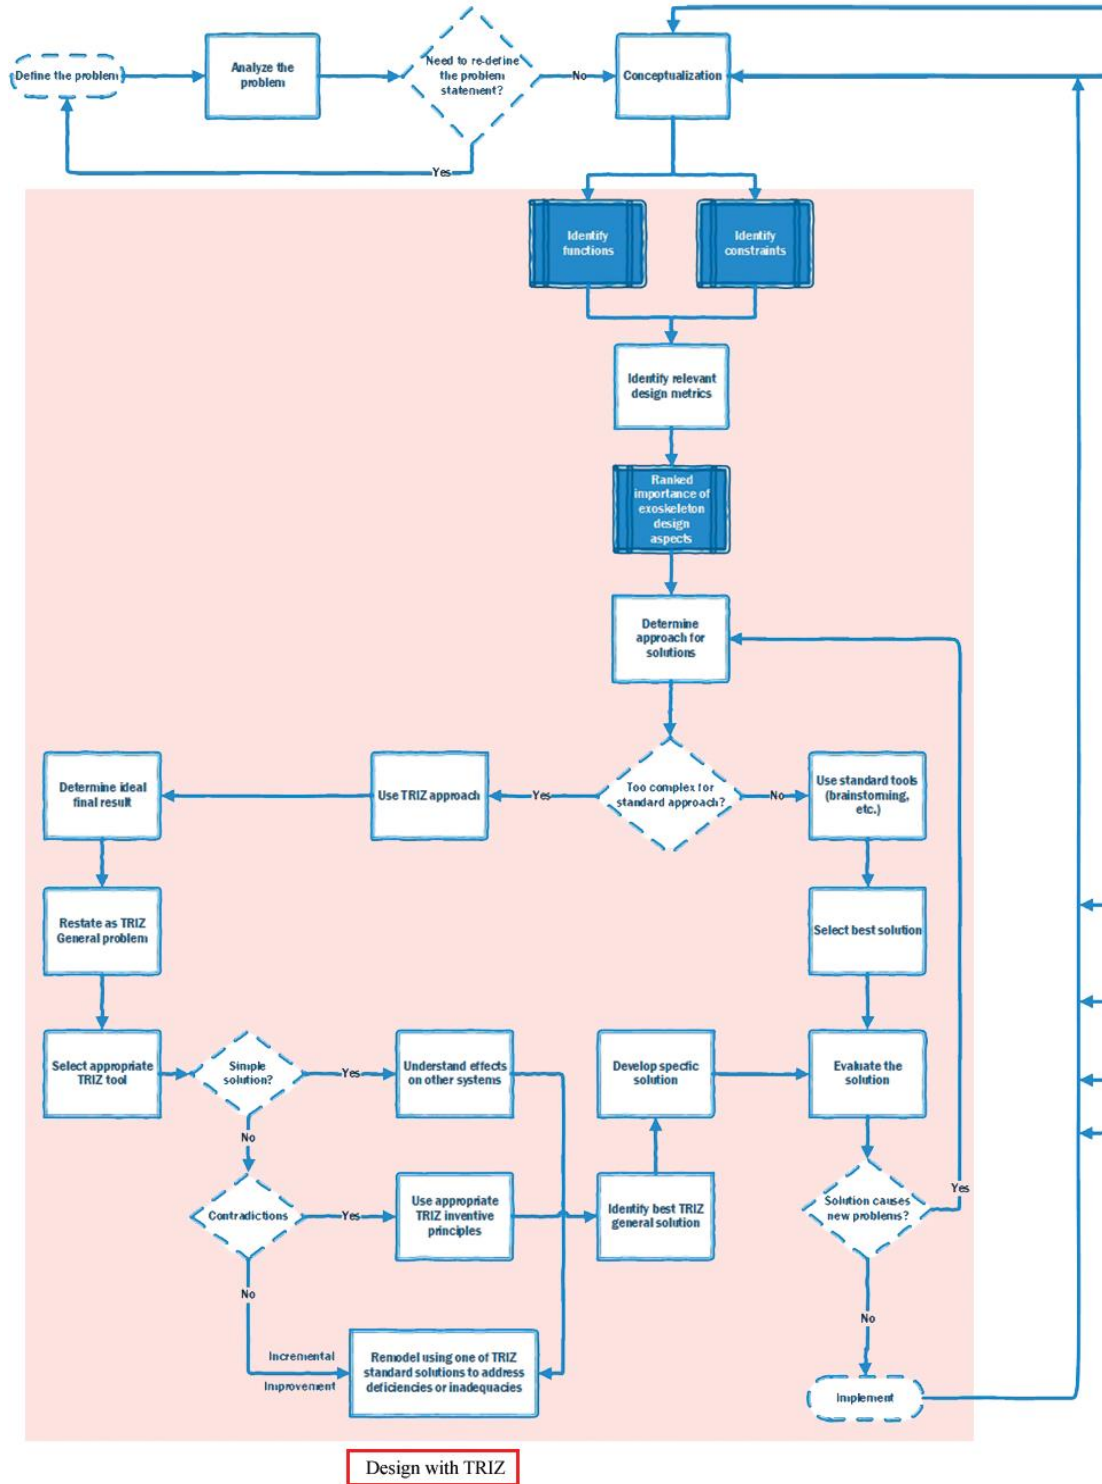 Define the problem
Analyze the
problem
Need to re-define
the problem
statement?
No
Conceptualization
Yes
Identify
functions
Identify
constraints
Identify relevant
design metrics
Ranked
importance of
exoskeleton
design
aspects
Determine
approach for
solutions
Determine ideal
final result
Use TRIZ approach
Yes
Too complex for
standard approach?
No
Use standard tools
(brainstorming,
etc.)
Restate as TRIZ
General problem
Select best solution
Select appropriate
TRIZ tool
Simple
solution?
Yes
Understand effects
on other systems
Develop specfic
solution
Evaluate the
solution
No
Contradictions
Yes
Use appropriate
TRIZ inventive
principles
Identify best TRIZ
general solution
Solution causes
new problems?
Yes
No
No
Incremental
Improvement
Remodel using one of TRIZ
standard solutions to address
deficiencies or inadequacies
Implement
Design with TRIZ